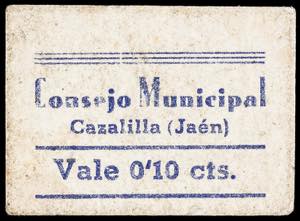 Consejo Municipal
Cazalilla (Jaén)
Vale 0'10 cts.